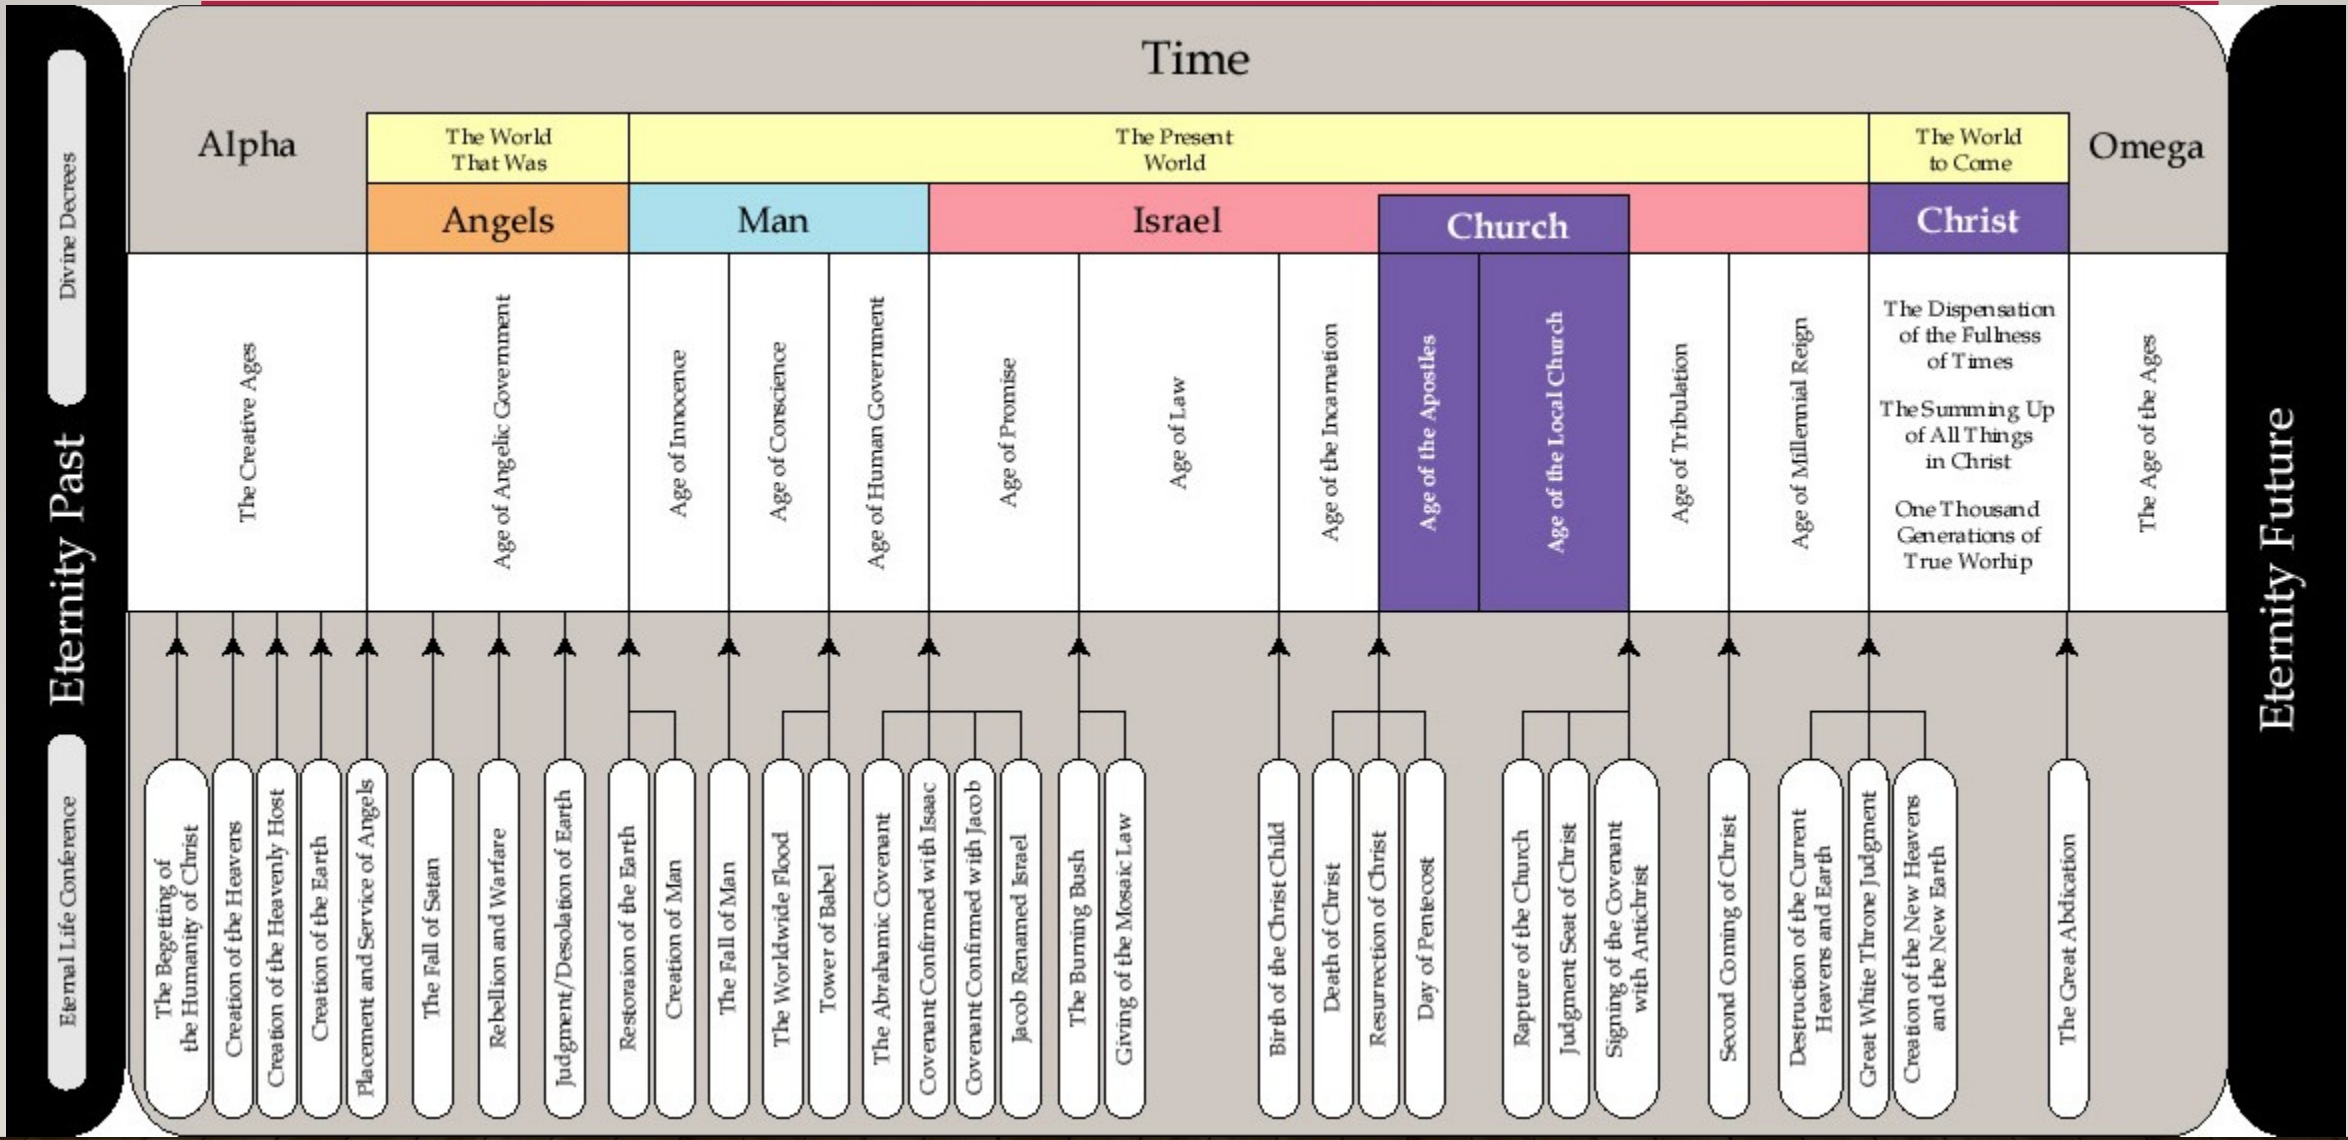 Time
Alpha
The World
That Was
The Present
World
The World
to Come
Omega
Angels
Man
Israel
Church
Christ
Divine Decrees
Eternity Past
Eternal Life Conference
The Creative Ages
Age of Angelic Government
Age of Innocence
Age of Conscience
Age of Human Government
Age of Promise
Age of Law
Age of the Incarnation
Age of the Apostles
Age of the Local Church
Age of Tribulation
Age of Millennial Reign
The Dispensation
of the Fullness
of Times
The Summing Up
of All Things
in Christ
One Thousand
Generations of
True Worhip
The Age of the Ages
Eternity Future
The Begetting of
the Humanity of Christ
Creation of the Heavens
Creation of the Heavenly Host
Creation of the Earth
Placement and Service of Angels
The Fall of Satan
Rebellion and Warfare
Judgment/Desolation of Earth
Restoraion of the Earth
Creation of Man
The Fall of Man
The Worldwide Flood
Tower of Babel
The Abrahamic Covenant
Covenant Confirmed with Isaac
Covenant Confirmed with Jacob
Jacob Renamed Israel
The Burning Bush
Giving of the Mosaic Law
Birth of the Christ Child
Death of Christ
Resurrection of Christ
Day of Pentecost
Rapture of the Church
Judgment Seat of Christ
Signing of the Covenant
with Antichrist
Second Coming of Christ
Destruction of the Current
Heavens and Earth
Great White Throne Judgment
Creation of the New Heavens
and the New Earth
The Great Abdication